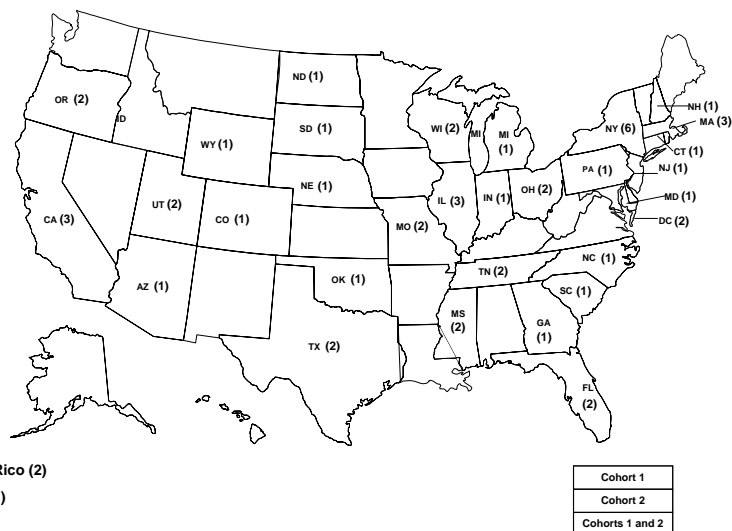 ND (1)
OR (2)
ID
SD (1)
WI (2)
MI
MI
(1)
NY (6)
NH (1)
MA (3)
WY (1)
CT (1)
NJ (1)
PA (1)
NE (1)
UT (2)
CO (1)
IL (3)
IN (1)
OH (2)
MD (1)
DC (2)
CA (3)
MO (2)
AZ (1)
OK (1)
TN (2)
NC (1)
SC (1)
MS
(2)
GA
(1)
TX (2)
FL
(2)
Rico (2)
)
Cohort 1
Cohort 2
Cohorts 1 and 2